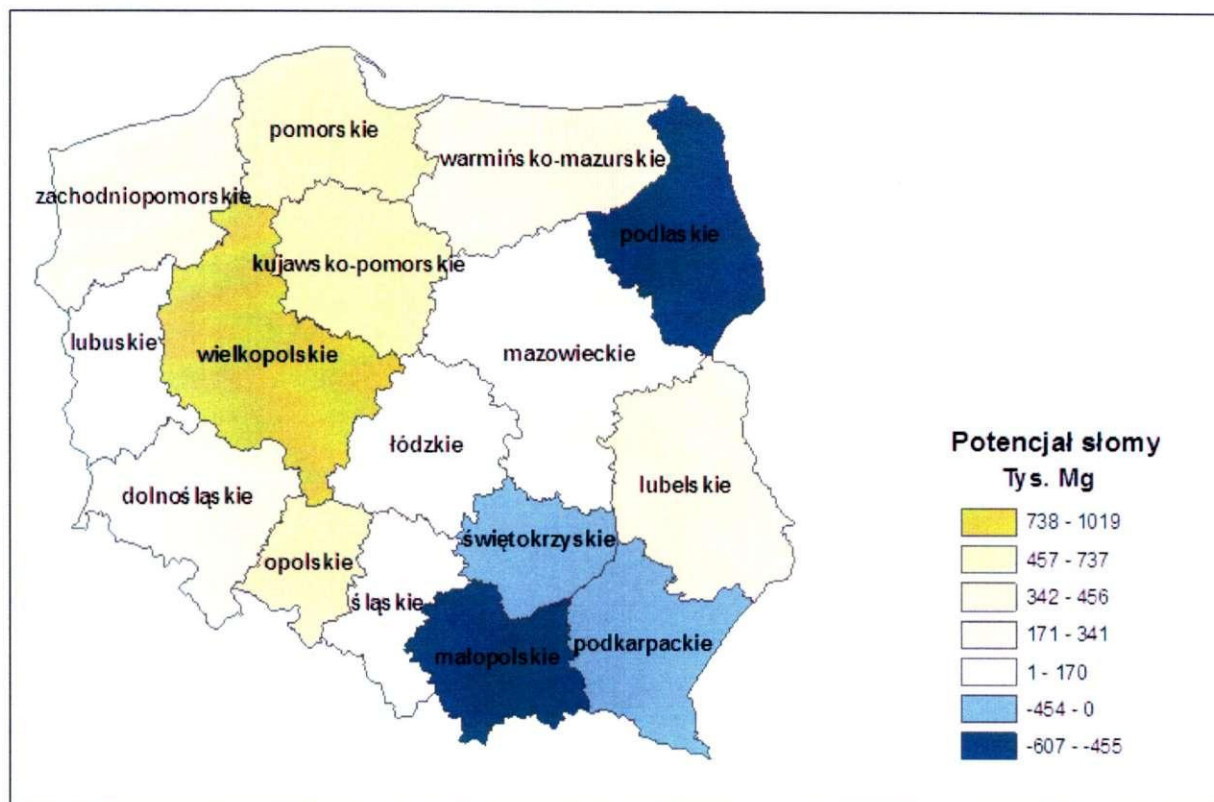 pomorskie
warmińsko-mazurskie
zachodniopomorskie
podlaskie
kujawsko-pomorskie
lubuskie
wielkopolskie
mazowieckie
łódzkie
dolnośląskie
lubelskie
świętokrzyskie
opolskie
śląskie
podkarpackie
małopolskie
Potencjał słomy
Tys. Mg
738 - 1019
457 - 737
342 - 456
171 - 341
1 - 170
-454 - 0
-607 - -455